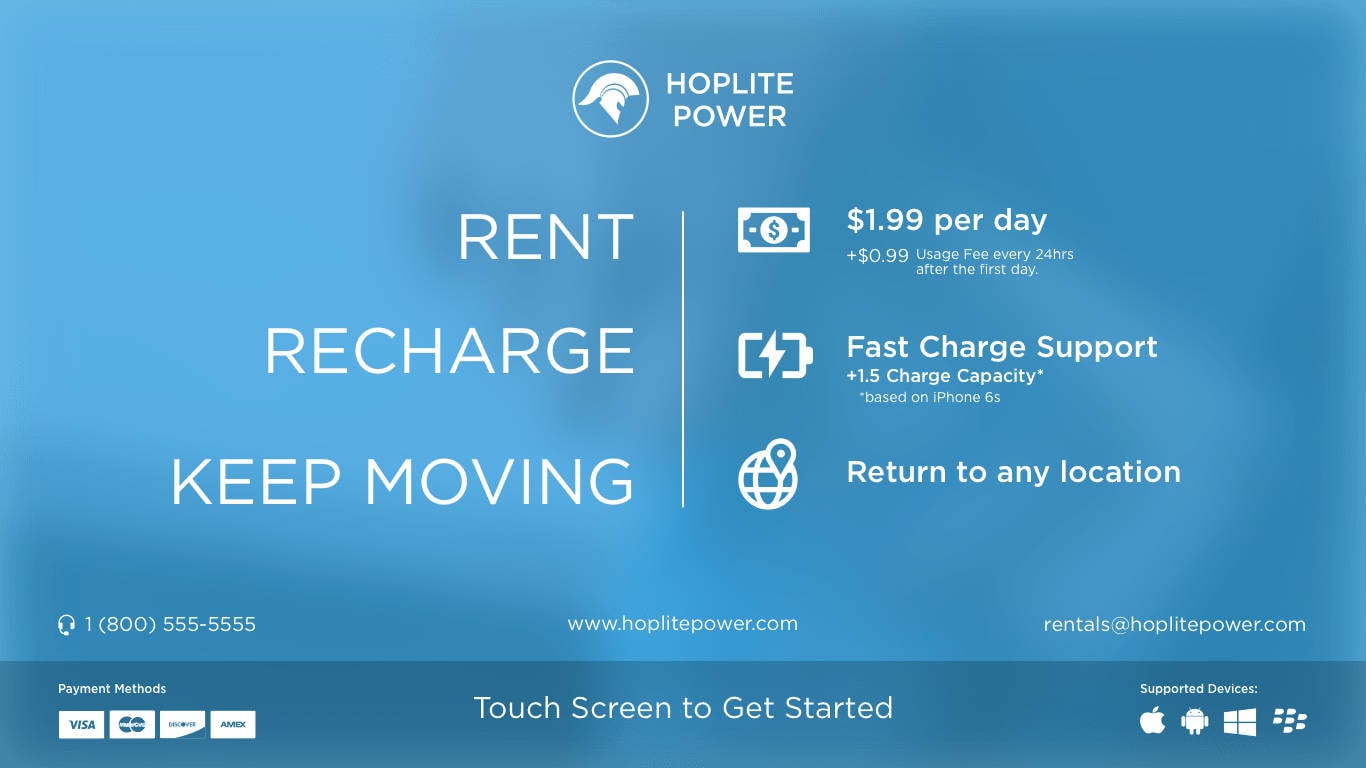 HOPLITE
POWER
RENT
RECHARGE
KEEP MOVING
$1.99 per day
+$0.99 Usage Fee every 24hrs
after the first day.
Fast Charge Support
+1.5 Charge Capacity*
*based on iPhone 6s
Return to any location
1 (800) 555-5555
www.hoplitepower.com
rentals@hoplitepower.com
Payment Methods
VISA
MasterCard
DISCOVER
AMEX
Touch Screen to Get Started
Supported Devices: